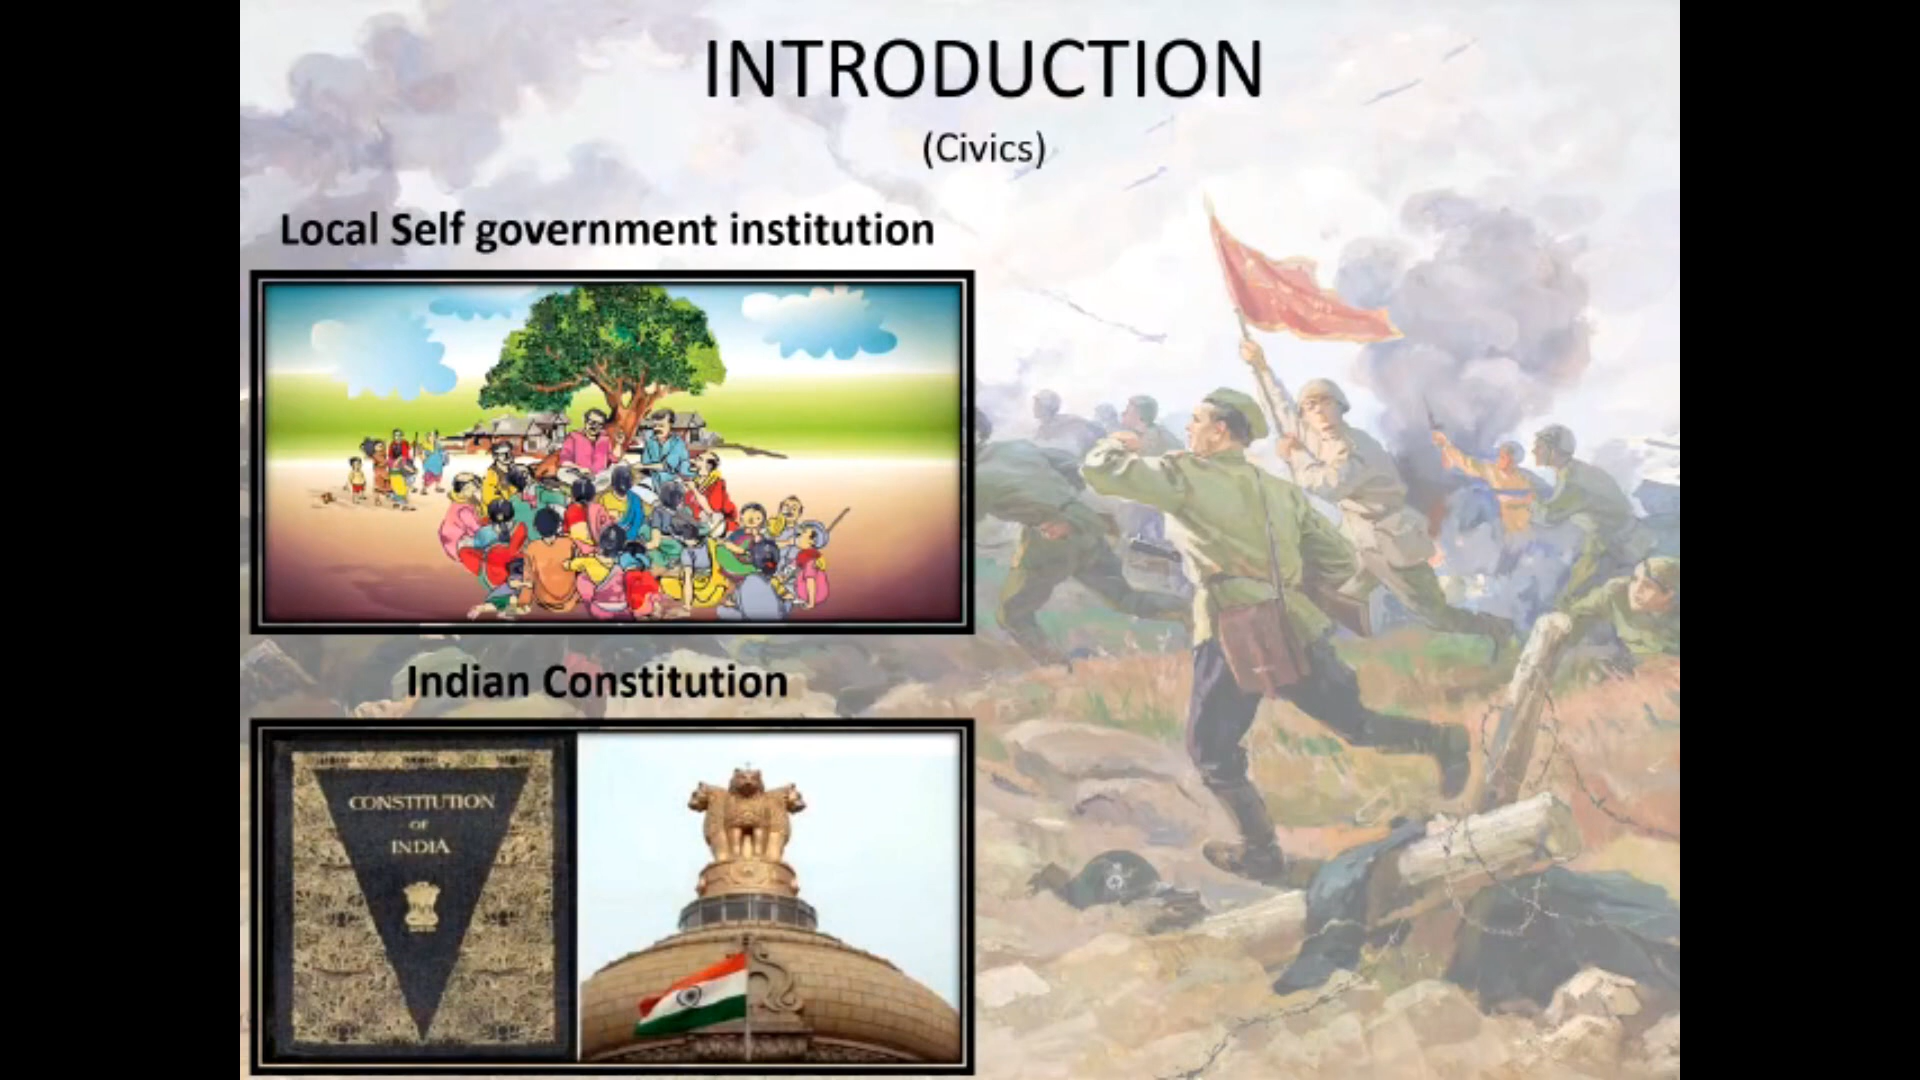 INTRODUCTION
(Civics)
Local Self government institution
Indian Constitution
CONSTITUTION
OF
INDIA